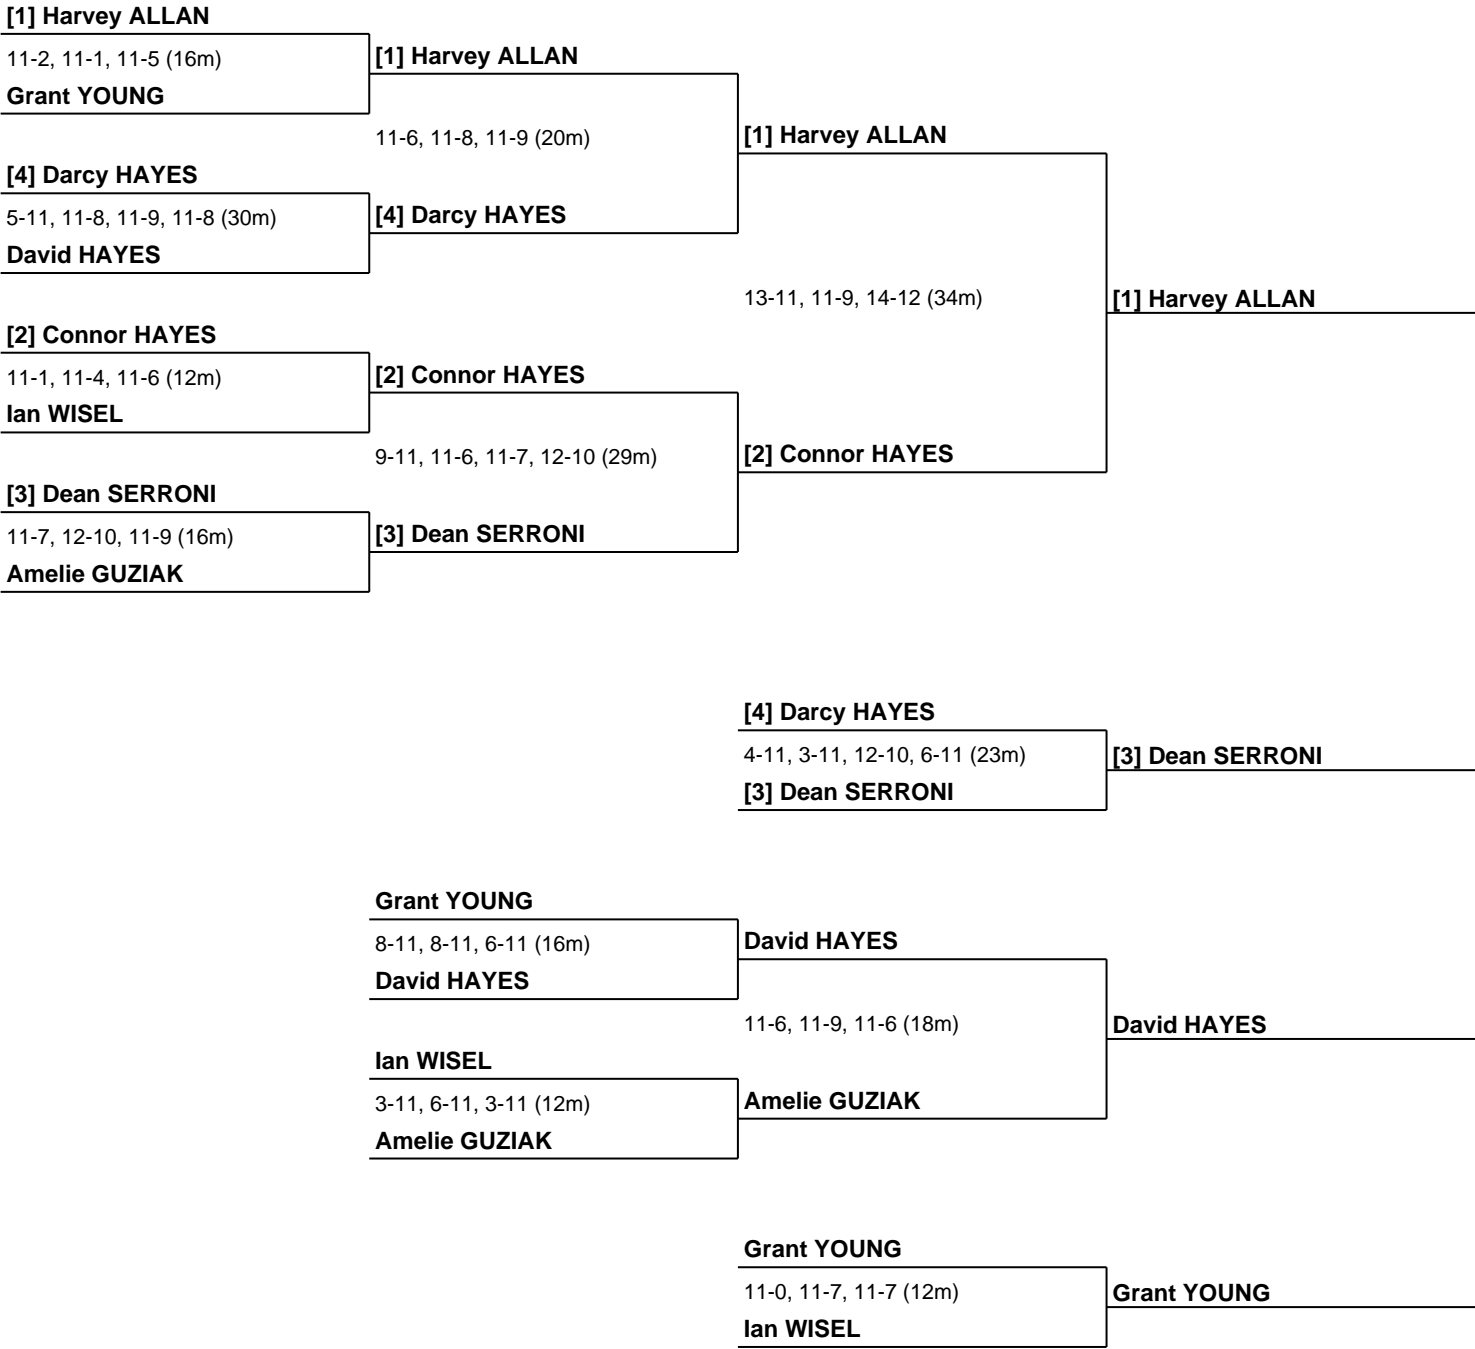 [1] Harvey ALLAN
11-2, 11-1, 11-5 (16m)
[1] Harvey ALLAN
Grant YOUNG
11-6, 11-8, 11-9 (20m)
[1] Harvey ALLAN
[4] Darcy HAYES
5-11, 11-8, 11-9, 11-8 (30m)
[4] Darcy HAYES
David HAYES
13-11, 11-9, 14-12 (34m)
[1] Harvey ALLAN
[2] Connor HAYES
11-1, 11-4, 11-6 (12m)
[2] Connor HAYES
Ian WISEL
9-11, 11-6, 11-7, 12-10 (29m)
[2] Connor HAYES
[3] Dean SERRONI
11-7, 12-10, 11-9 (16m)
[3] Dean SERRONI
Amelie GUZIAK
[4] Darcy HAYES
4-11, 3-11, 12-10, 6-11 (23m)
[3] Dean SERRONI
[3] Dean SERRONI
Grant YOUNG
8-11, 8-11, 6-11 (16m)
David HAYES
David HAYES
11-6, 11-9, 11-6 (18m)
David HAYES
Ian WISEL
3-11, 6-11, 3-11 (12m)
Amelie GUZIAK
Amelie GUZIAK
Grant YOUNG
11-0, 11-7, 11-7 (12m)
Grant YOUNG
Ian WISEL